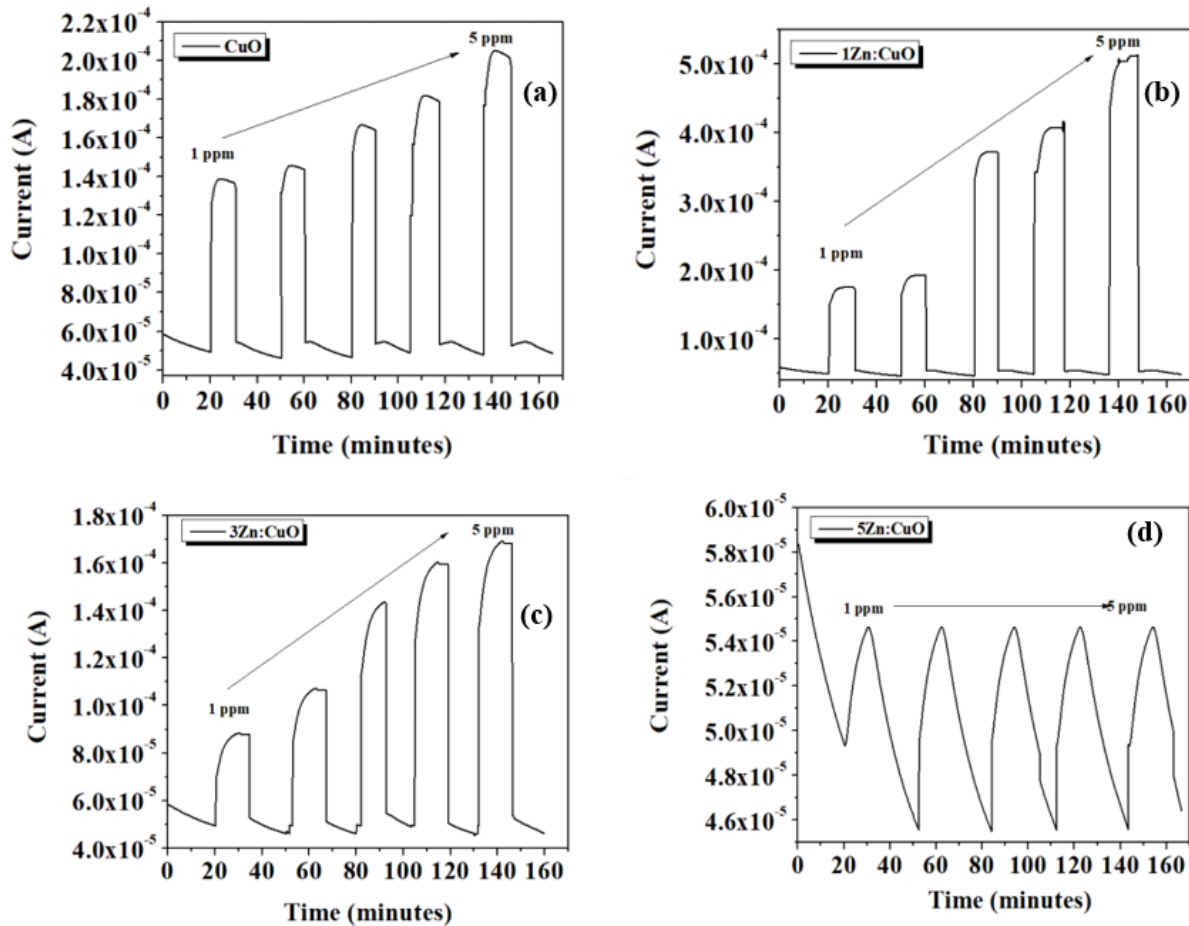 CuO
5 ppm
(a)
1 ppm
2.2x10⁻⁴
2.0x10⁻⁴
1.8x10⁻⁴
1.6x10⁻⁴
1.4x10⁻⁴
1.2x10⁻⁴
1.0x10⁻⁴
8.0x10⁻⁵
6.0x10⁻⁵
4.0x10⁻⁵
Current (A)
0 20 40 60 80 100 120 140 160
Time (minutes)
1Zn:CuO
5 ppm
(b)
1 ppm
5.0x10⁻⁴
4.0x10⁻⁴
3.0x10⁻⁴
2.0x10⁻⁴
1.0x10⁻⁴
Current (A)
0 20 40 60 80 100 120 140 160
Time (minutes)
3Zn:CuO
5 ppm
(c)
1 ppm
1.8x10⁻⁴
1.6x10⁻⁴
1.4x10⁻⁴
1.2x10⁻⁴
1.0x10⁻⁴
8.0x10⁻⁵
6.0x10⁻⁵
4.0x10⁻⁵
Current (A)
0 20 40 60 80 100 120 140 160
Time (minutes)
5Zn:CuO
(d)
1 ppm
5 ppm
6.0x10⁻⁵
5.8x10⁻⁵
5.6x10⁻⁵
5.4x10⁻⁵
5.2x10⁻⁵
5.0x10⁻⁵
4.8x10⁻⁵
4.6x10⁻⁵
Current (A)
0 20 40 60 80 100 120 140 160
Time (minutes)